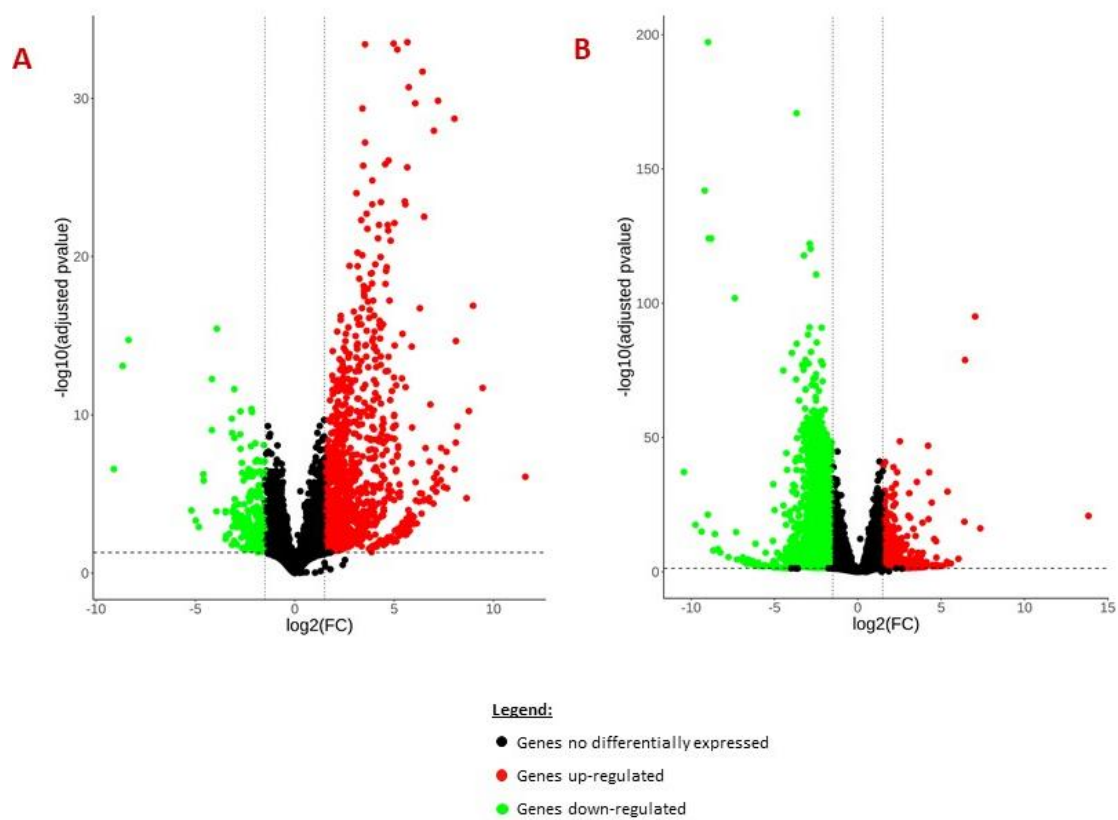 A
B
-log10(adjusted pvalue)
30
20
10
0
-10
-5
0
5
10
log2(FC)
-log10(adjusted pvalue)
200
150
100
50
0
-10
-5
0
5
10
15
log2(FC)
Legend:
Genes no differentially expressed
Genes up-regulated
Genes down-regulated